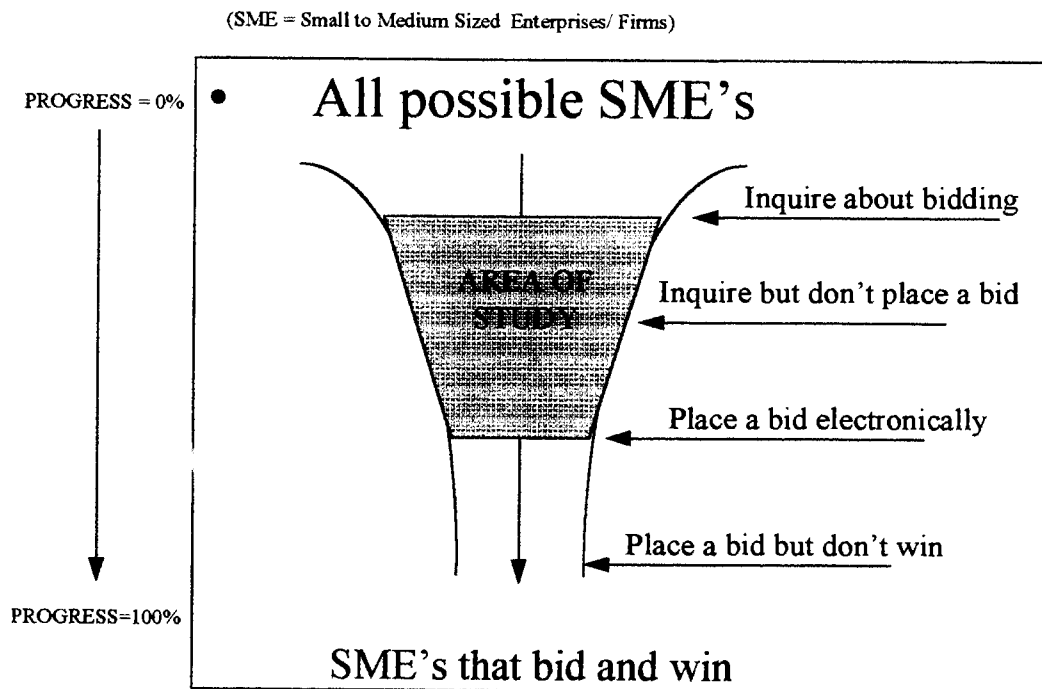 (SME = Small to Medium Sized Enterprises/ Firms)
PROGRESS = 0%
• All possible SME's
Inquire about bidding
AREA OF
STUDY
Inquire but don't place a bid
Place a bid electronically
Place a bid but don't win
PROGRESS=100%
SME's that bid and win